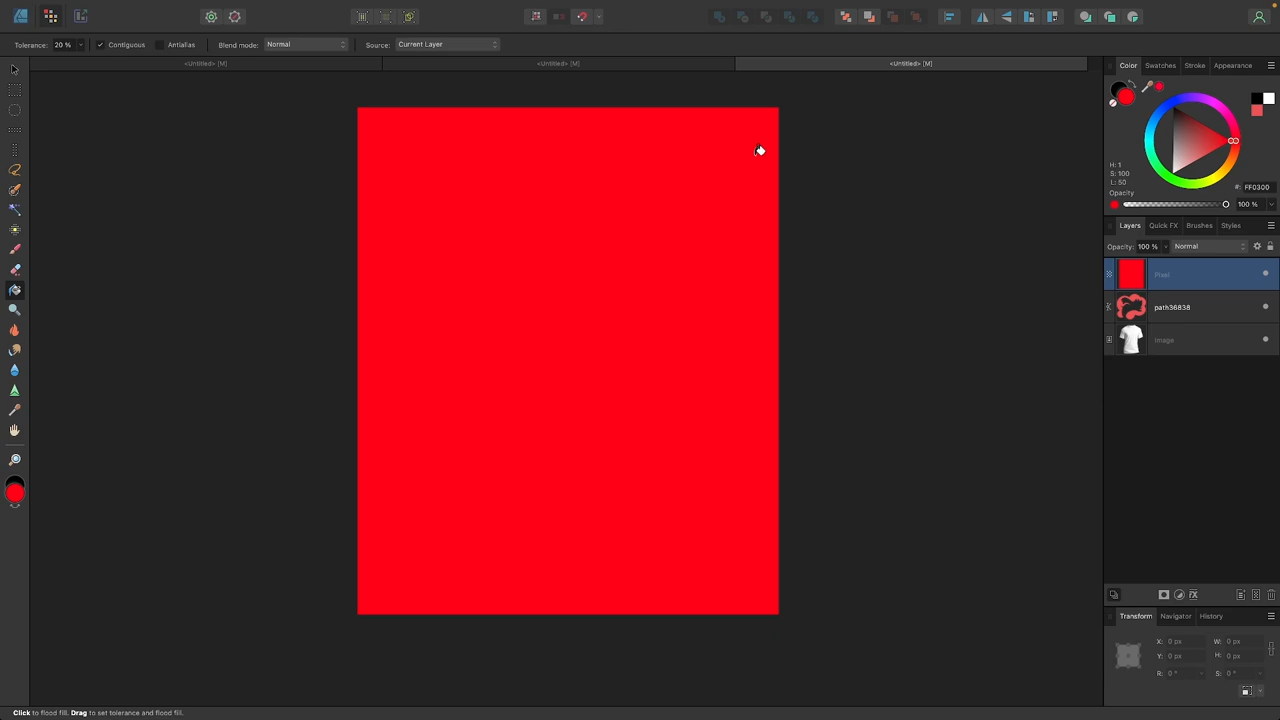 Tolerance: 20 % Contiguous Antialias Blend mode: Normal Source: Current Layer
<Untitled> [M] <Untitled> [M] <Untitled> [M]
Color Swatches Stroke Appearance
H: 1
S: 100
L: 50
#: FF0300
Opacity
100 %
Layers Quick FX Brushes Styles
Opacity: 100 % Normal
Pixel
path36838
Image
Transform Navigator History
X: 0 px W: 0 px
Y: 0 px H: 0 px
R: 0 ° S: 0 °
Click to flood fill. Drag to set tolerance and flood fill.